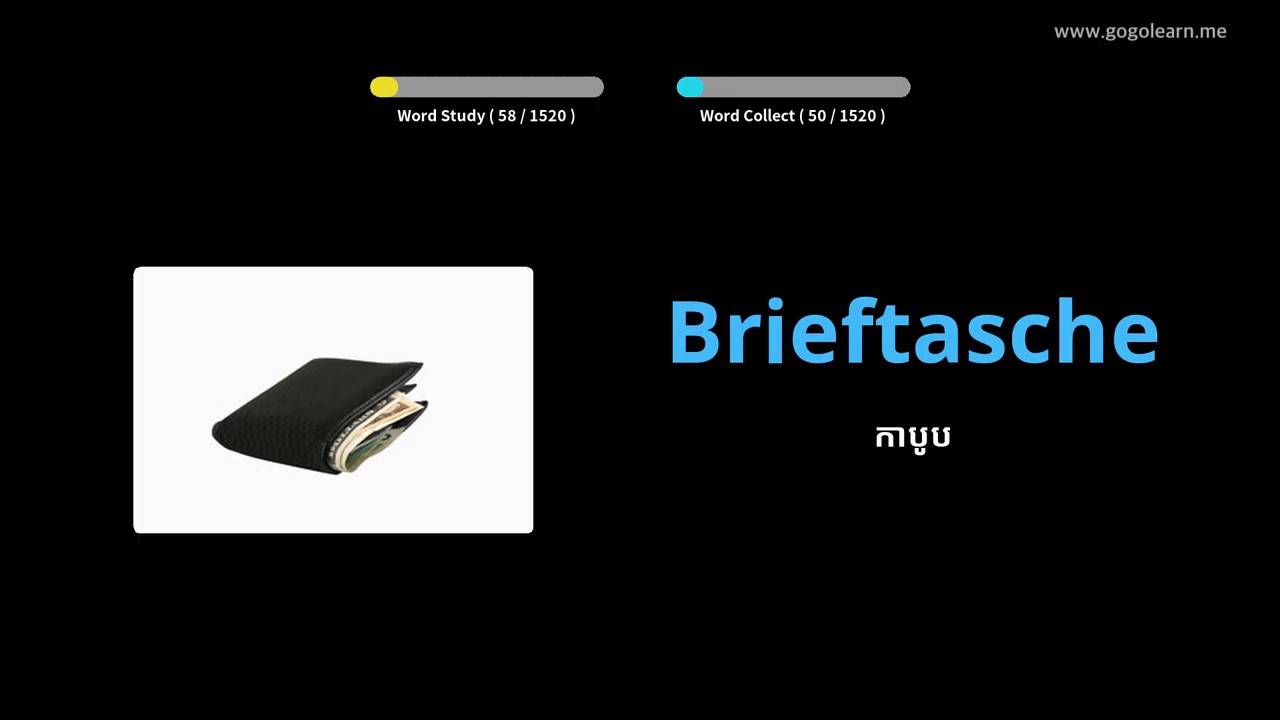 www.gogolearn.me
Word Study ( 58 / 1520 )
Word Collect ( 50 / 1520 )
Brieftasche
កាបូប